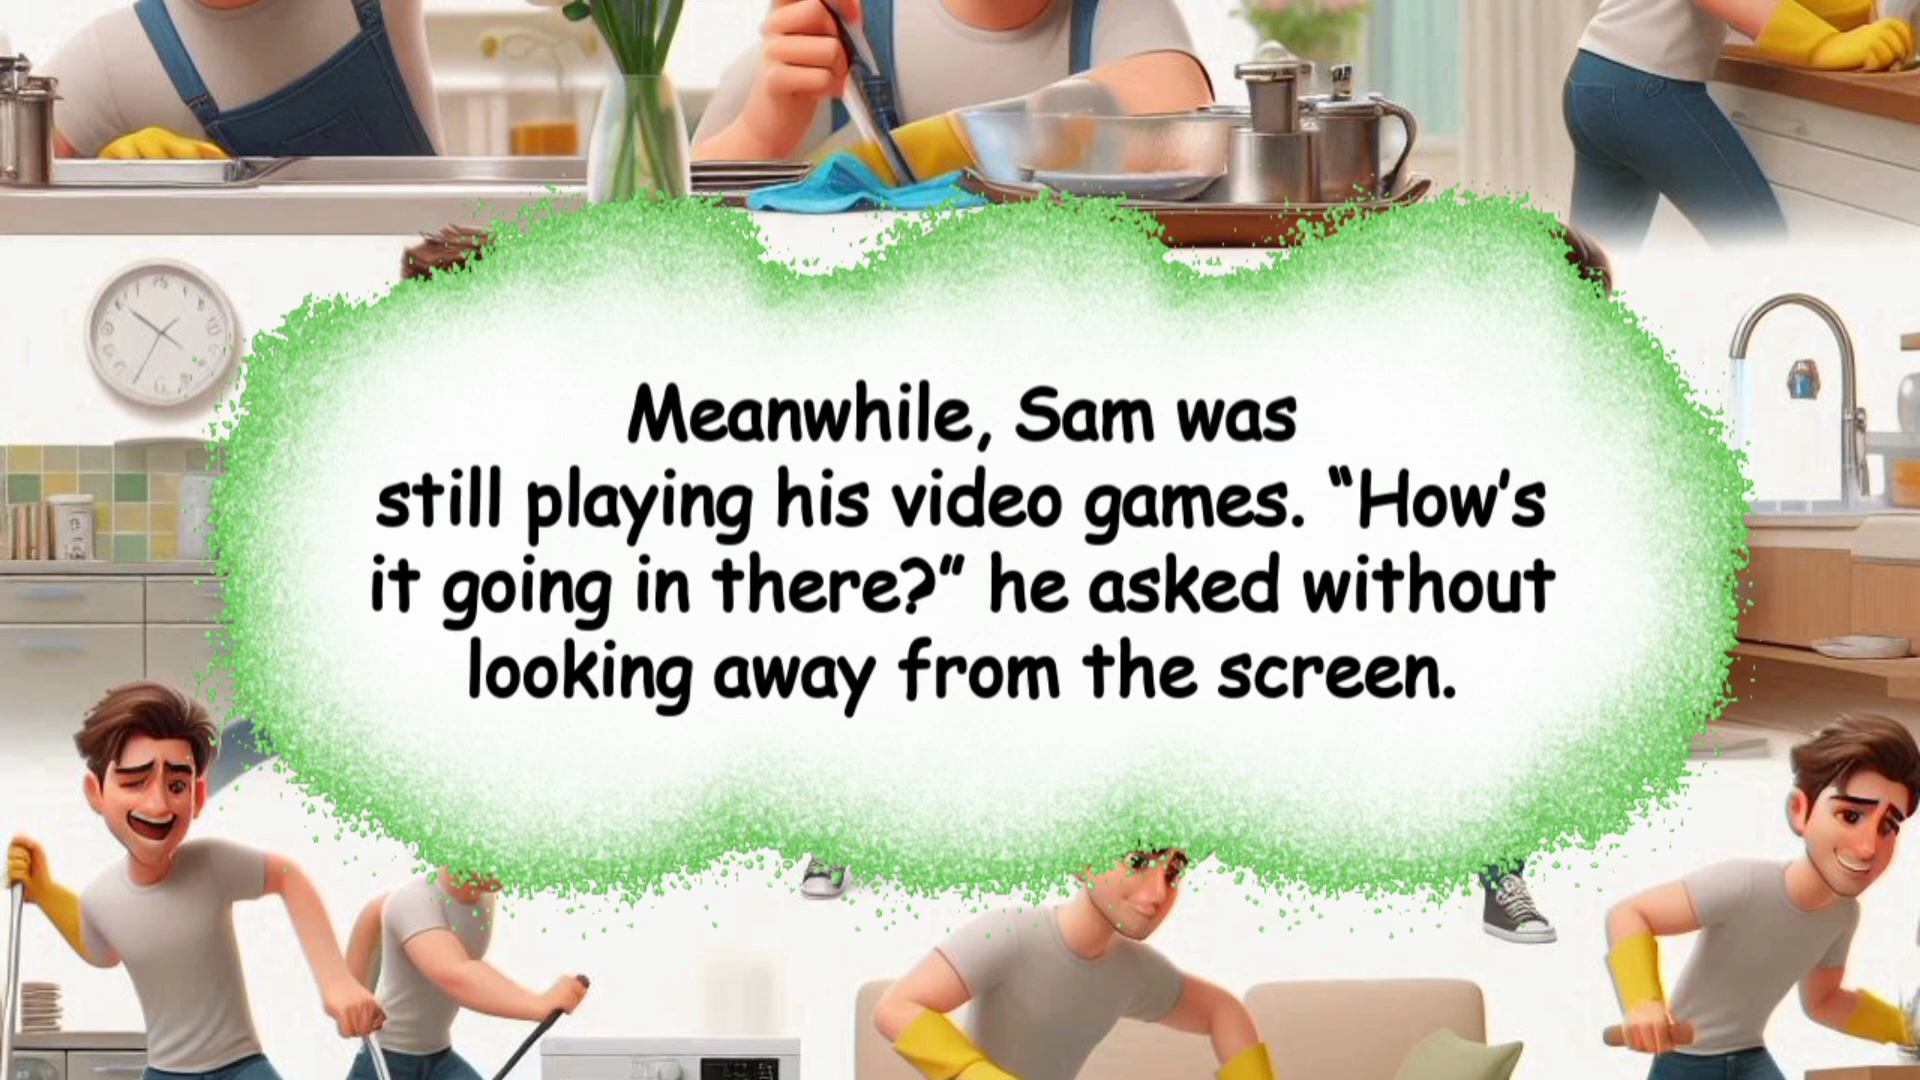 Meanwhile, Sam was
still playing his video games. “How’s
it going in there?” he asked without
looking away from the screen.